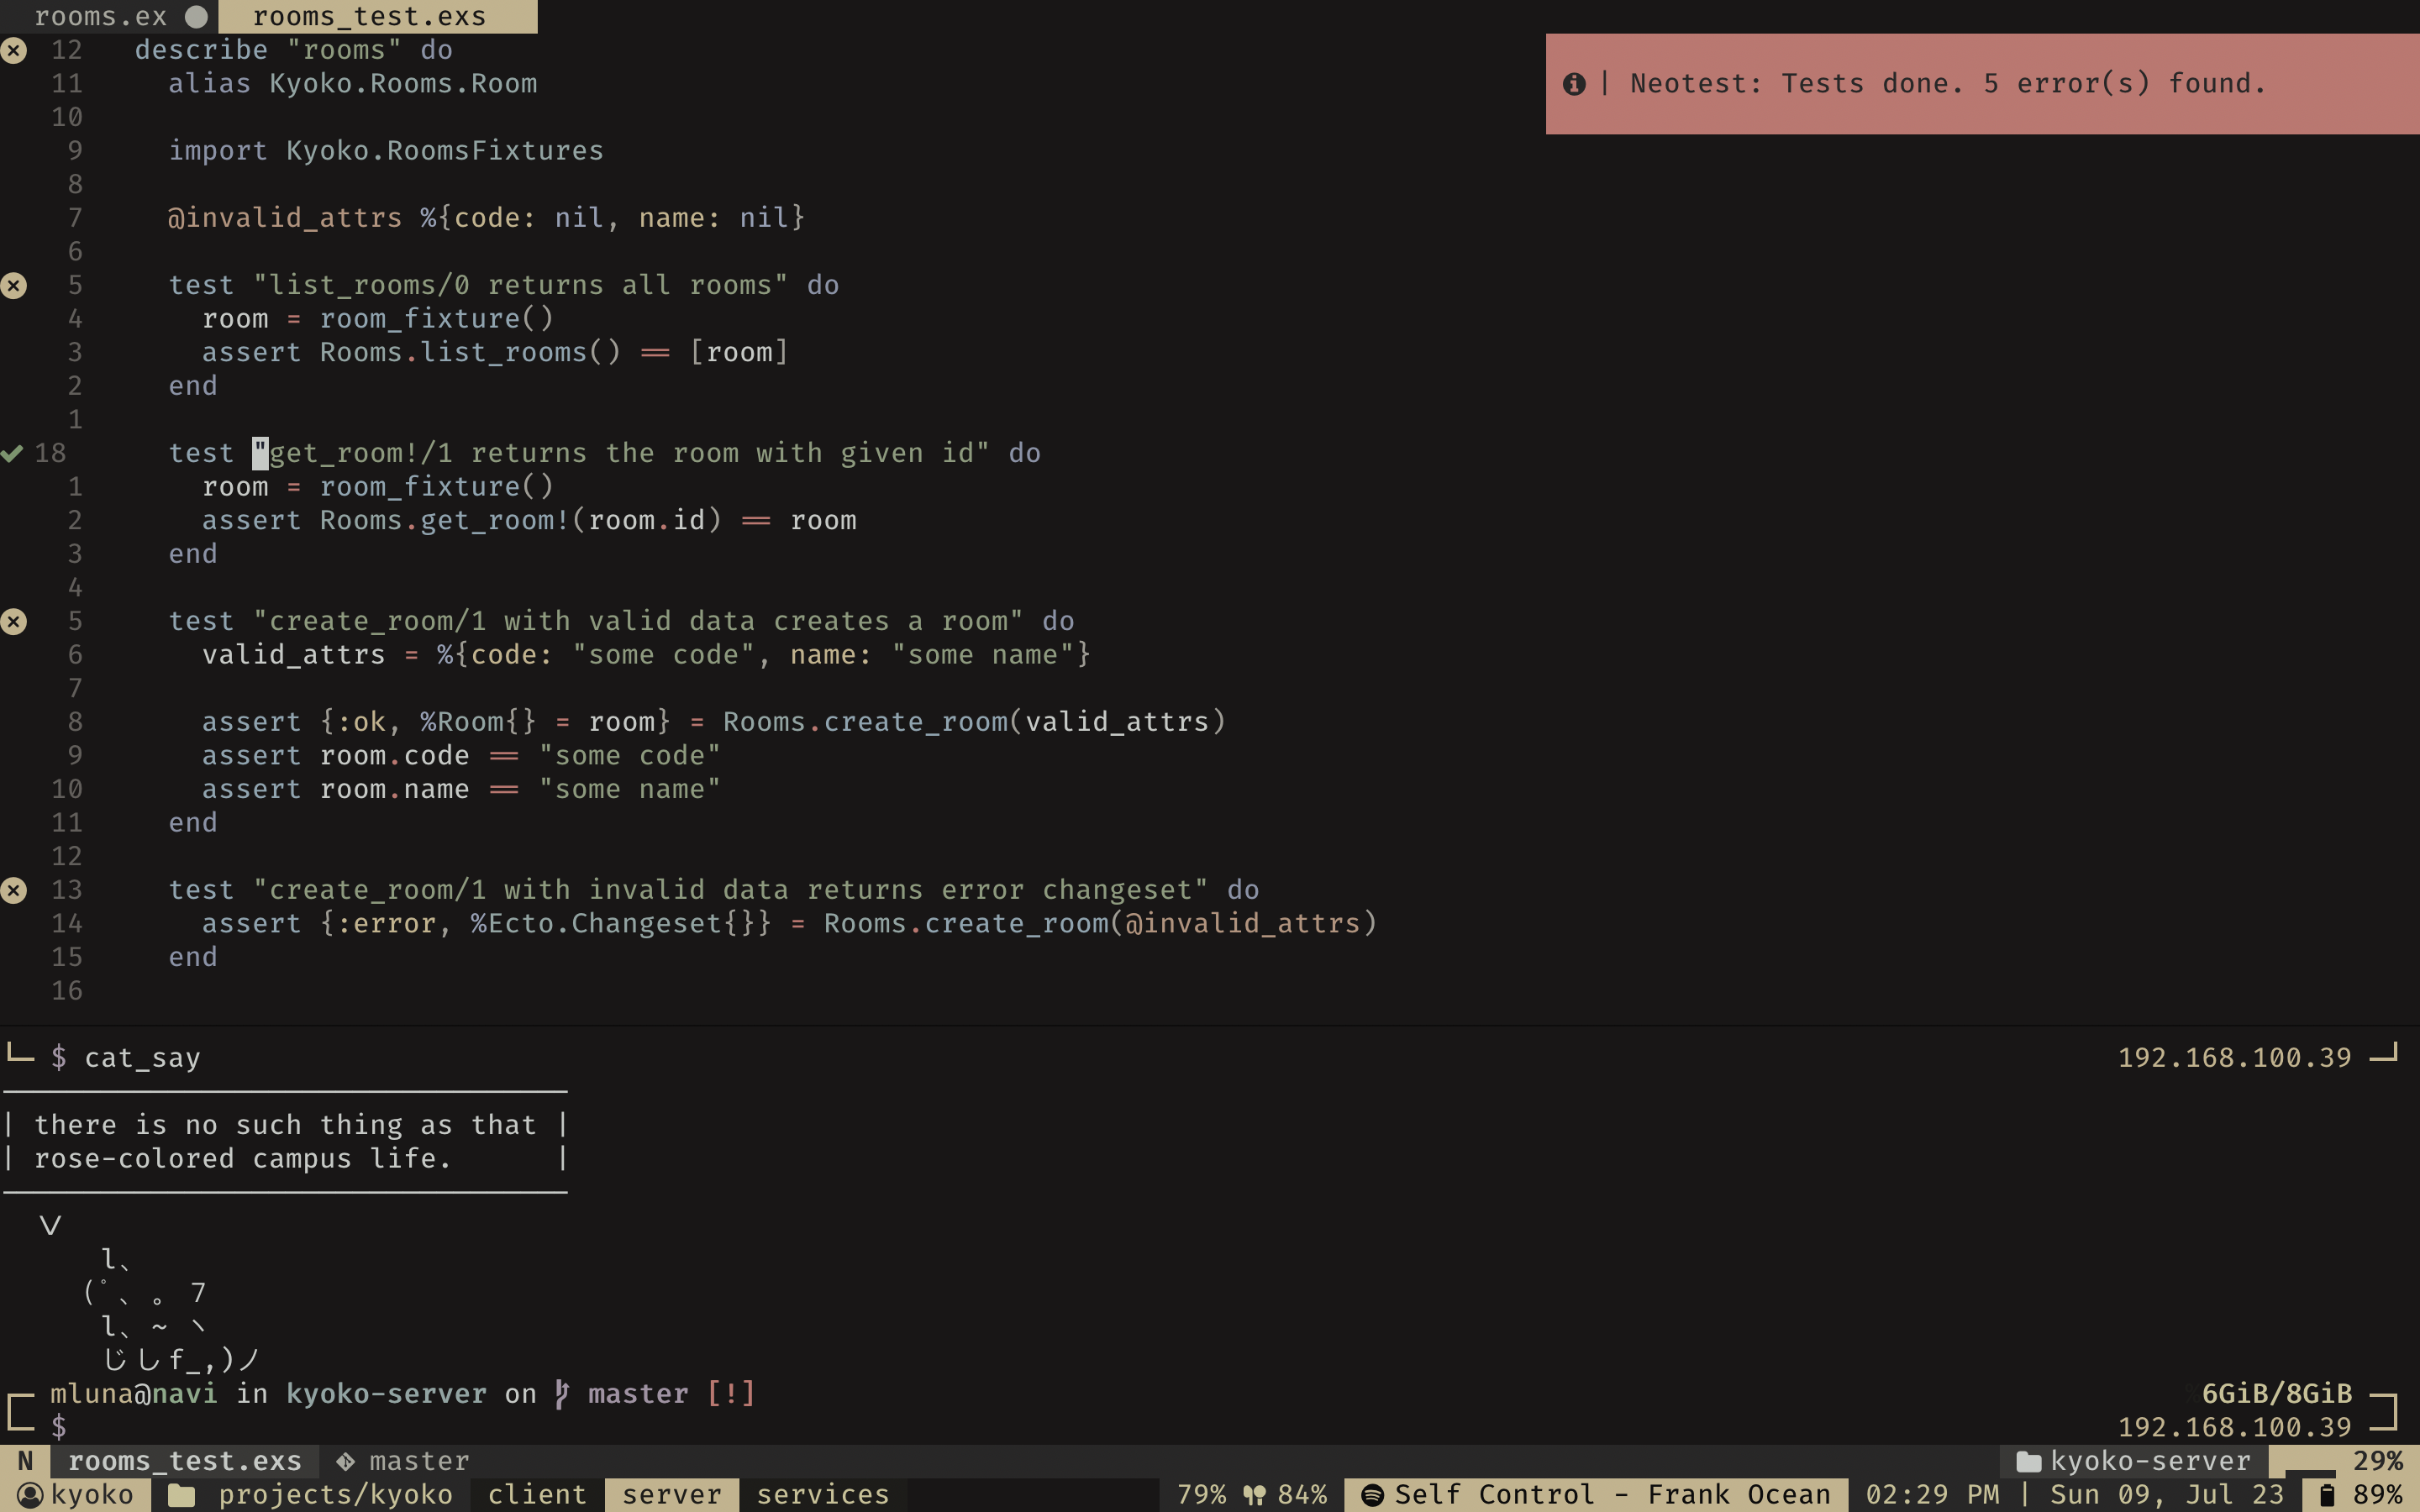 rooms.ex ● rooms_test.exs
12 describe "rooms" do
11 alias Kyoko.Rooms.Room
| Neotest: Tests done. 5 error(s) found.
10
9 import Kyoko.RoomsFixtures
8
7 @invalid_attrs %{code: nil, name: nil}
6
5 test "list_rooms/0 returns all rooms" do
4 room = room_fixture()
3 assert Rooms.list_rooms() == [room]
2 end
1
18 test "get_room!/1 returns the room with given id" do
1 room = room_fixture()
2 assert Rooms.get_room!(room.id) == room
3 end
4
5 test "create_room/1 with valid data creates a room" do
6 valid_attrs = %{code: "some code", name: "some name"}
7
8 assert {:ok, %Room{} = room} = Rooms.create_room(valid_attrs)
9 assert room.code == "some code"
10 assert room.name == "some name"
11 end
12
13 test "create_room/1 with invalid data returns error changeset" do
14 assert {:error, %Ecto.Changeset{}} = Rooms.create_room(@invalid_attrs)
15 end
16
$ cat_say 192.168.100.39
| there is no such thing as that |
| rose-colored campus life. |
V
l、
(ﾟ、 。 7
l、 ~ ヽ
じしf_,)ノ
mluna@navi in kyoko-server on master [!] 6GiB/8GiB
$ 192.168.100.39
N rooms_test.exs master kyoko-server 29%
kyoko projects/kyoko client server services 79% 84% Self Control - Frank Ocean 02:29 PM | Sun 09, Jul 23 89%